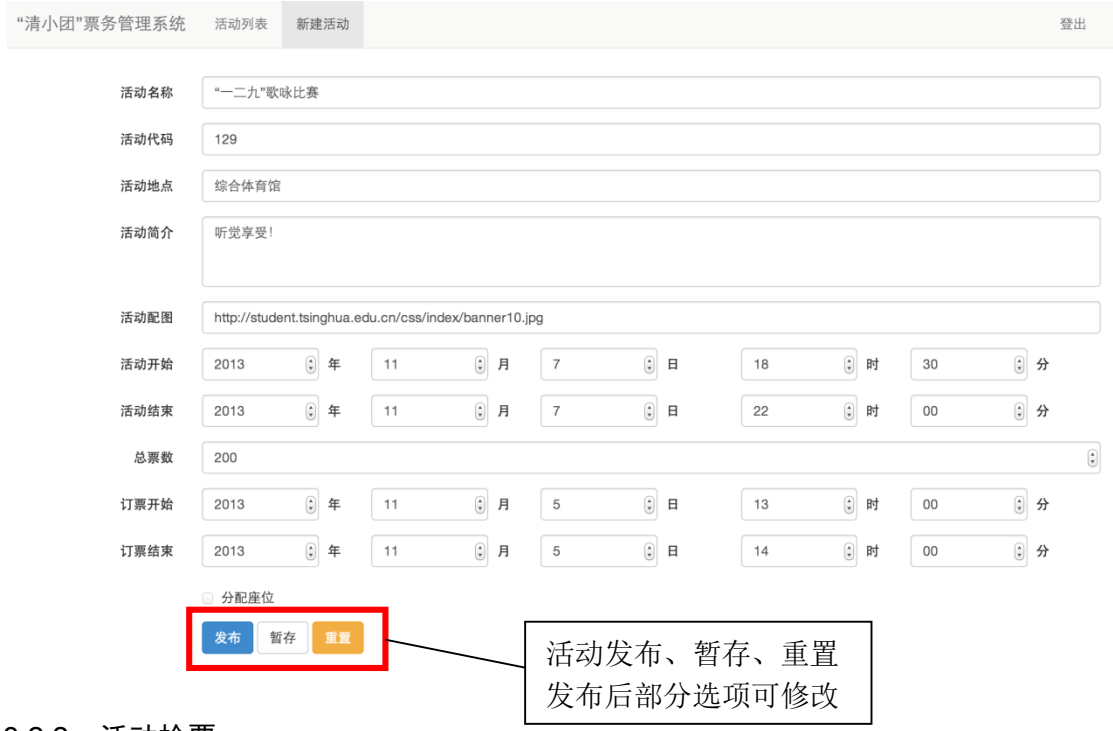 “清小团”票务管理系统 活动列表 新建活动 登出
活动名称 “一二九”歌咏比赛
活动代码 129
活动地点 综合体育馆
活动简介 听觉享受！
活动配图 http://student.tsinghua.edu.cn/css/index/banner10.jpg
活动开始 2013 年 11 月 7 日 18 时 30 分
活动结束 2013 年 11 月 7 日 22 时 00 分
总票数 200
订票开始 2013 年 11 月 5 日 13 时 00 分
订票结束 2013 年 11 月 5 日 14 时 00 分
分配座位
发布 暂存 重置
活动发布、暂存、重置
发布后部分选项可修改